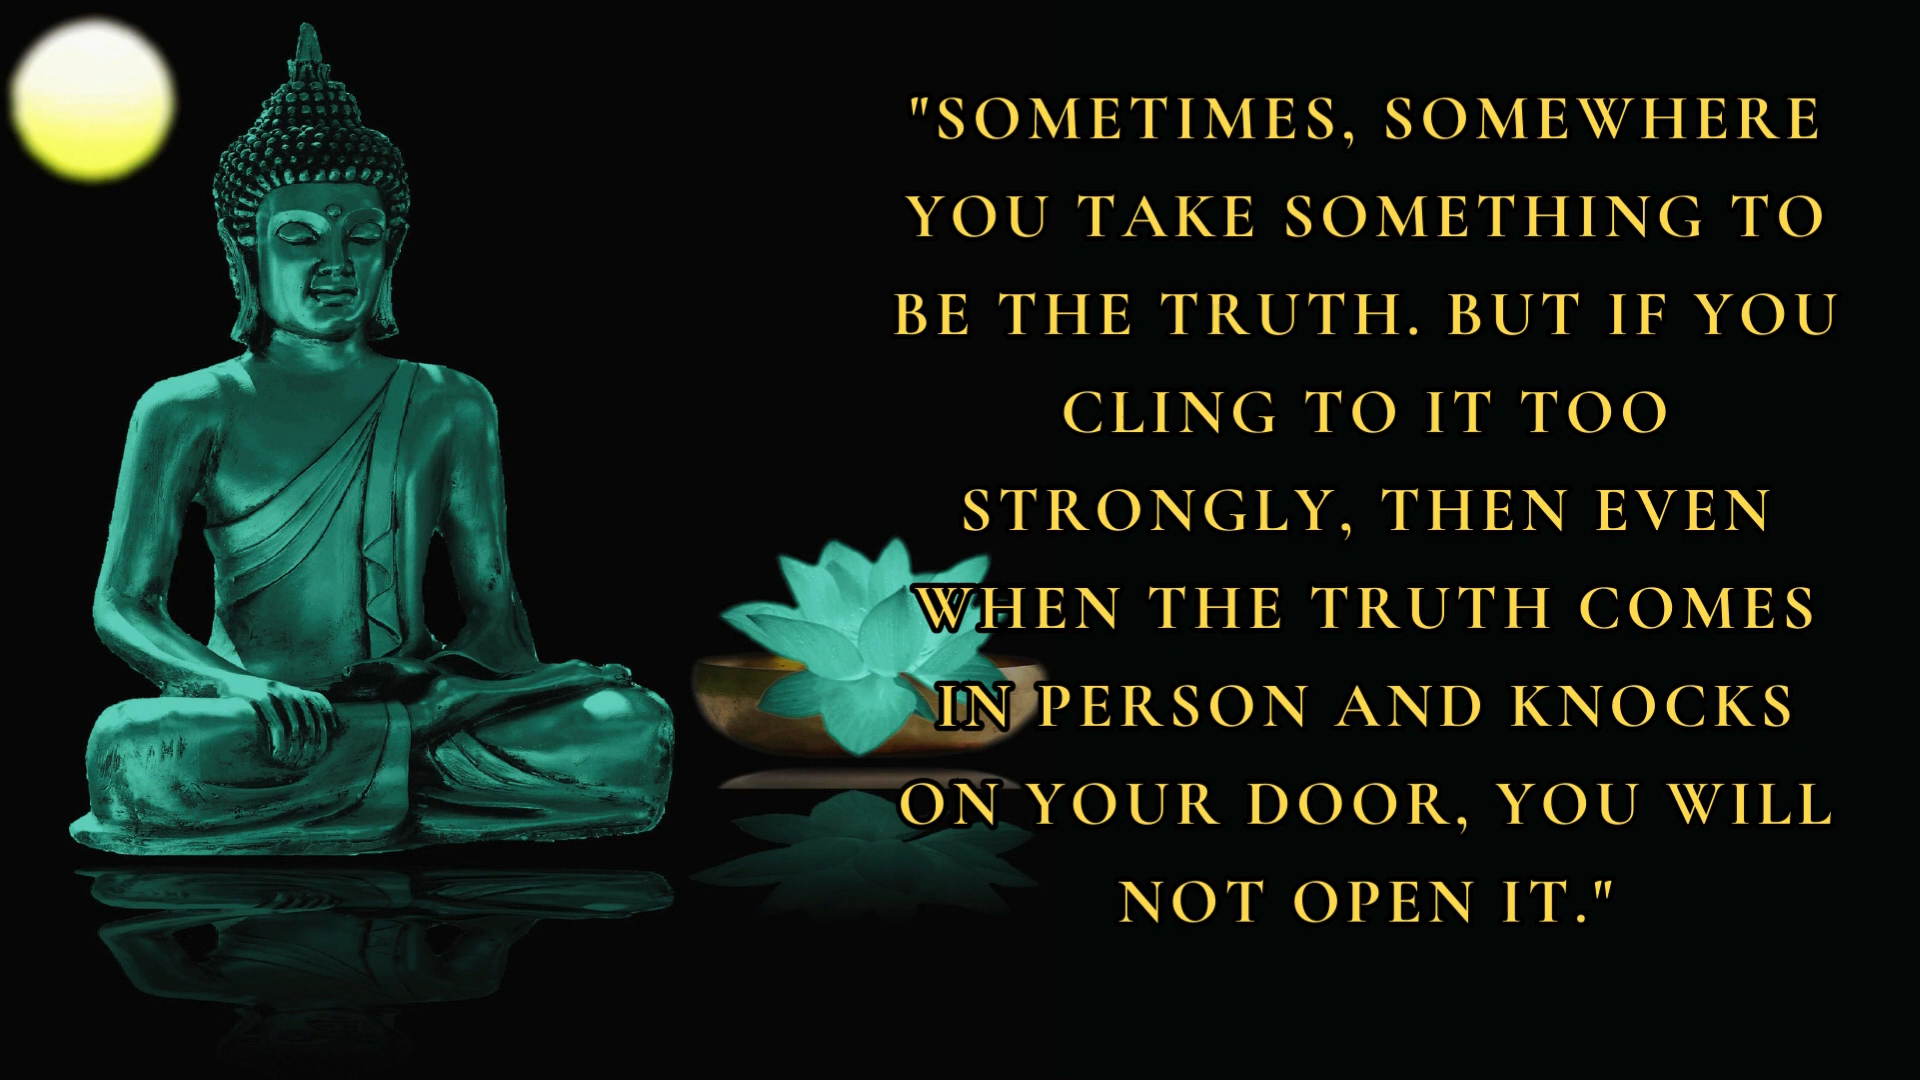 "SOMETIMES, SOMEWHERE
YOU TAKE SOMETHING TO
BE THE TRUTH. BUT IF YOU
CLING TO IT TOO
STRONGLY, THEN EVEN
WHEN THE TRUTH COMES
IN PERSON AND KNOCKS
ON YOUR DOOR, YOU WILL
NOT OPEN IT."